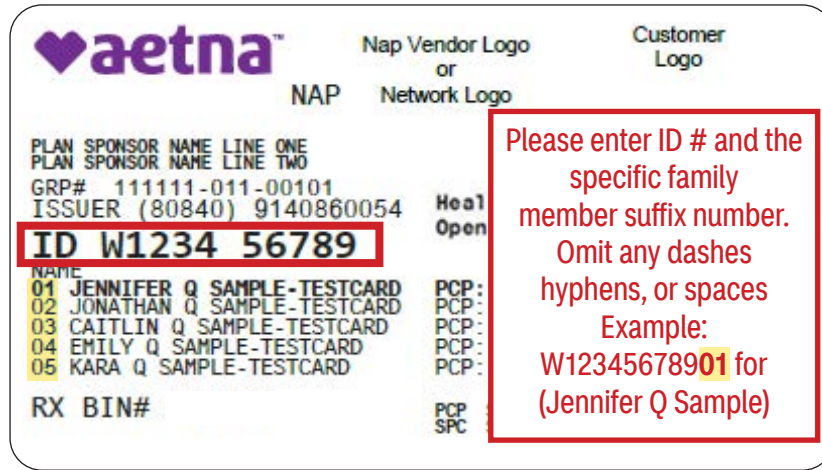 aetna™
Nap Vendor Logo
or
Network Logo
Customer
Logo
NAP
PLAN SPONSOR NAME LINE ONE
PLAN SPONSOR NAME LINE TWO
GRP# 111111-011-00101
ISSUER (80840) 9140860054
Heal
Open
ID W1234 56789
NAME
01 JENNIFER Q SAMPLE-TESTCARD PCP:
02 JONATHAN Q SAMPLE-TESTCARD PCP:
03 CAITLIN Q SAMPLE-TESTCARD PCP:
04 EMILY Q SAMPLE-TESTCARD PCP:
05 KARA Q SAMPLE-TESTCARD PCP:
RX BIN#
PCP
SPC
Please enter ID # and the
specific family
member suffix number.
Omit any dashes
hyphens, or spaces
Example:
W12345678901 for
(Jennifer Q Sample)